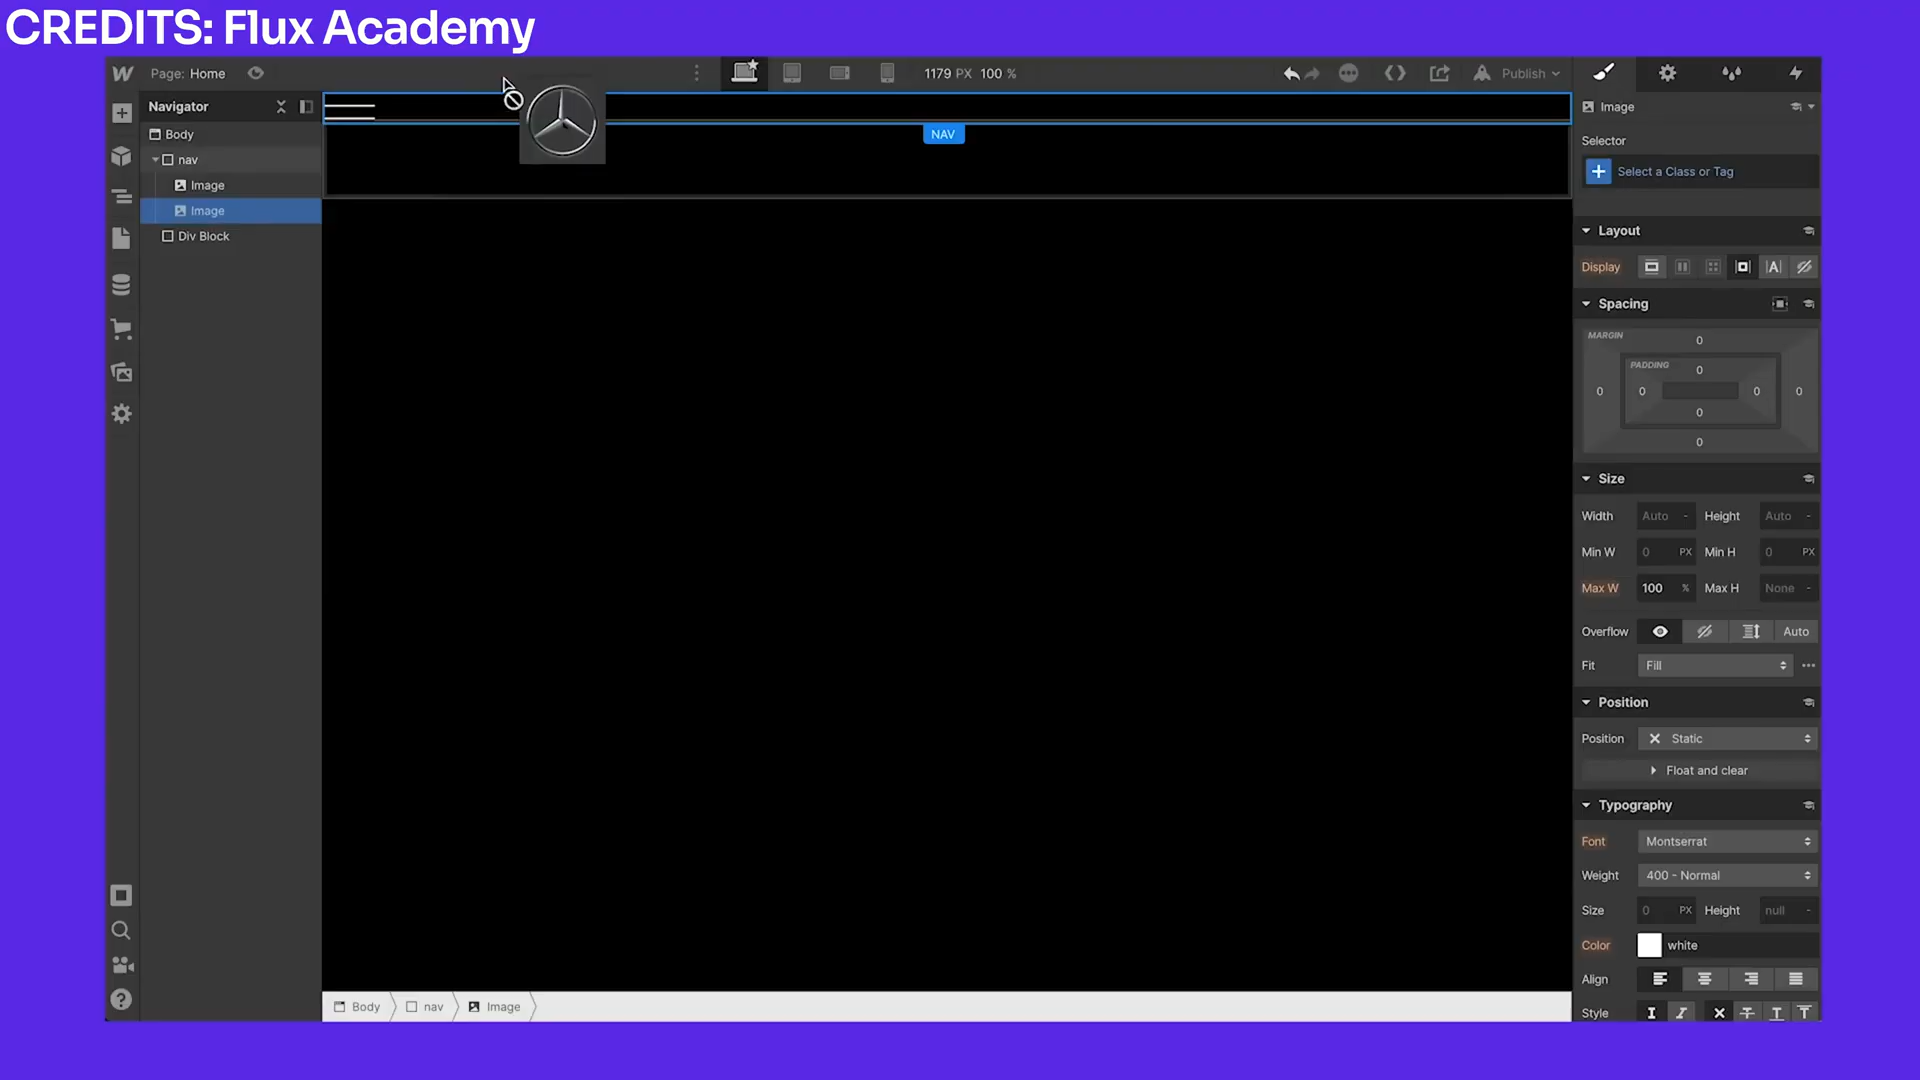 CREDITS: Flux Academy
Page: Home
1179 PX 100 %
Publish
Navigator
Body
nav
Image
Image
Div Block
NAV
Image
Selector
Select a Class or Tag
Layout
Display
Spacing
MARGIN
0
PADDING
0
0 0 0 0
0
0
Size
Width Auto - Height Auto -
Min W 0 PX Min H 0 PX
Max W 100 % Max H None -
Overflow Auto
Fit Fill
Position
Position Static
Float and clear
Typography
Font Montserrat
Weight 400 - Normal
Size 0 PX Height null -
Color white
Align
Style
Body nav Image